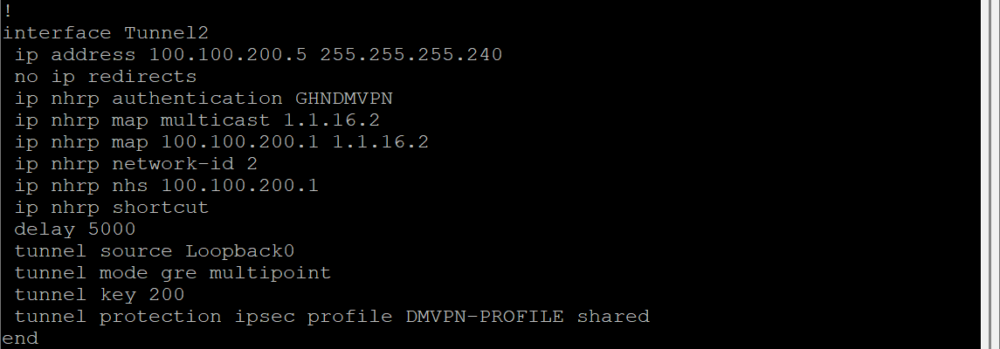 !
interface Tunnel2
 ip address 100.100.200.5 255.255.255.240
 no ip redirects
 ip nhrp authentication GHNDMVPN
 ip nhrp map multicast 1.1.16.2
 ip nhrp map 100.100.200.1 1.1.16.2
 ip nhrp network-id 2
 ip nhrp nhs 100.100.200.1
 ip nhrp shortcut
 delay 5000
 tunnel source Loopback0
 tunnel mode gre multipoint
 tunnel key 200
 tunnel protection ipsec profile DMVPN-PROFILE shared
end